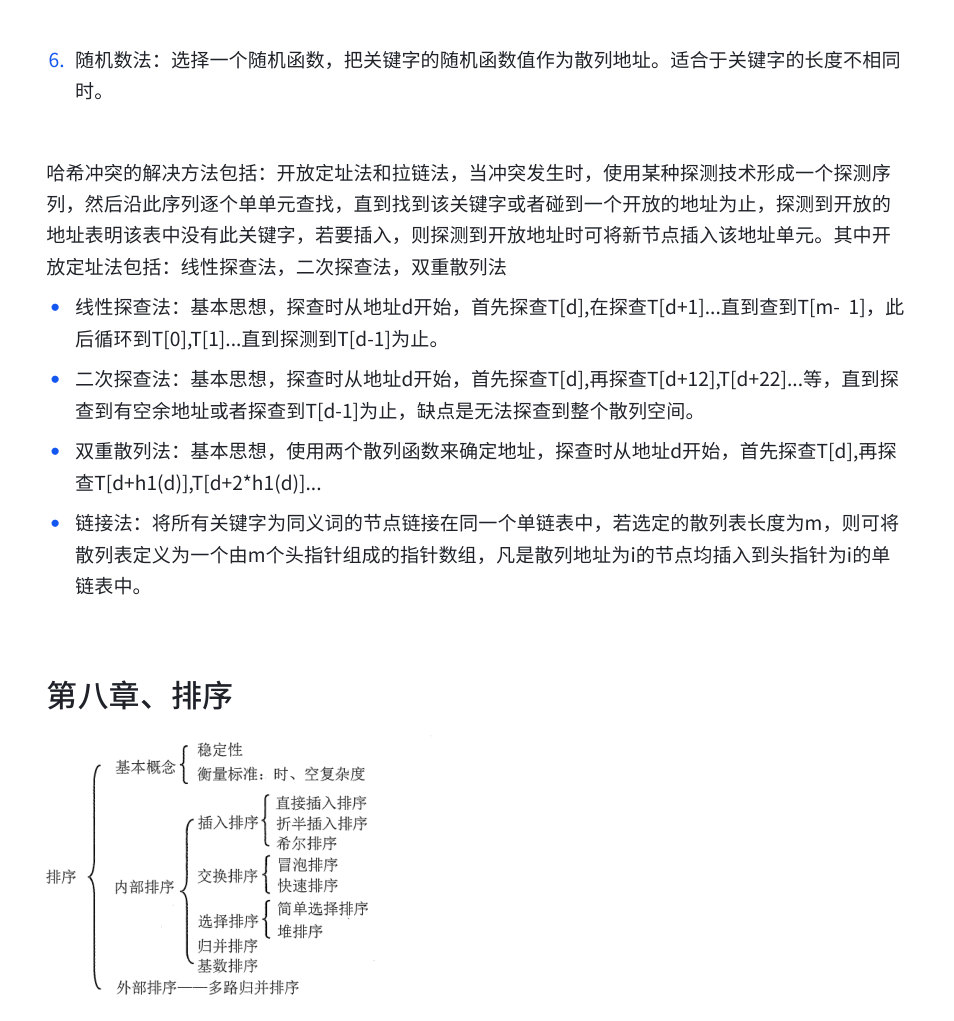 6. 随机数法：选择一个随机函数，把关键字的随机函数值作为散列地址。适合于关键字的长度不相同
时。
哈希冲突的解决方法包括：开放定址法和拉链法，当冲突发生时，使用某种探测技术形成一个探测序
列，然后沿此序列逐个单单元查找，直到找到该关键字或者碰到一个开放的地址为止，探测到开放的
地址表明该表中没有此关键字，若要插入，则探测到开放地址时可将新节点插入该地址单元。其中开
放定址法包括：线性探查法，二次探查法，双重散列法
• 线性探查法：基本思想，探查时从地址d开始，首先探查T[d],在探查T[d+1]...直到查到T[m- 1]，此
后循环到T[0],T[1]...直到探测到T[d-1]为止。
• 二次探查法：基本思想，探查时从地址d开始，首先探查T[d],再探查T[d+12],T[d+22]...等，直到探
查到有空余地址或者探查到T[d-1]为止，缺点是无法探查到整个散列空间。
• 双重散列法：基本思想，使用两个散列函数来确定地址，探查时从地址d开始，首先探查T[d],再探
查T[d+h1(d)],T[d+2*h1(d)]...
• 链接法：将所有关键字为同义词的节点链接在同一个单链表中，若选定的散列表长度为m，则可将
散列表定义为一个由m个头指针组成的指针数组，凡是散列地址为i的节点均插入到头指针为i的单
链表中。
第八章、排序
排序
基本概念
稳定性
衡量标准：时、空复杂度
内部排序
插入排序
直接插入排序
折半插入排序
希尔排序
交换排序
冒泡排序
快速排序
选择排序
简单选择排序
堆排序
归并排序
基数排序
外部排序——多路归并排序